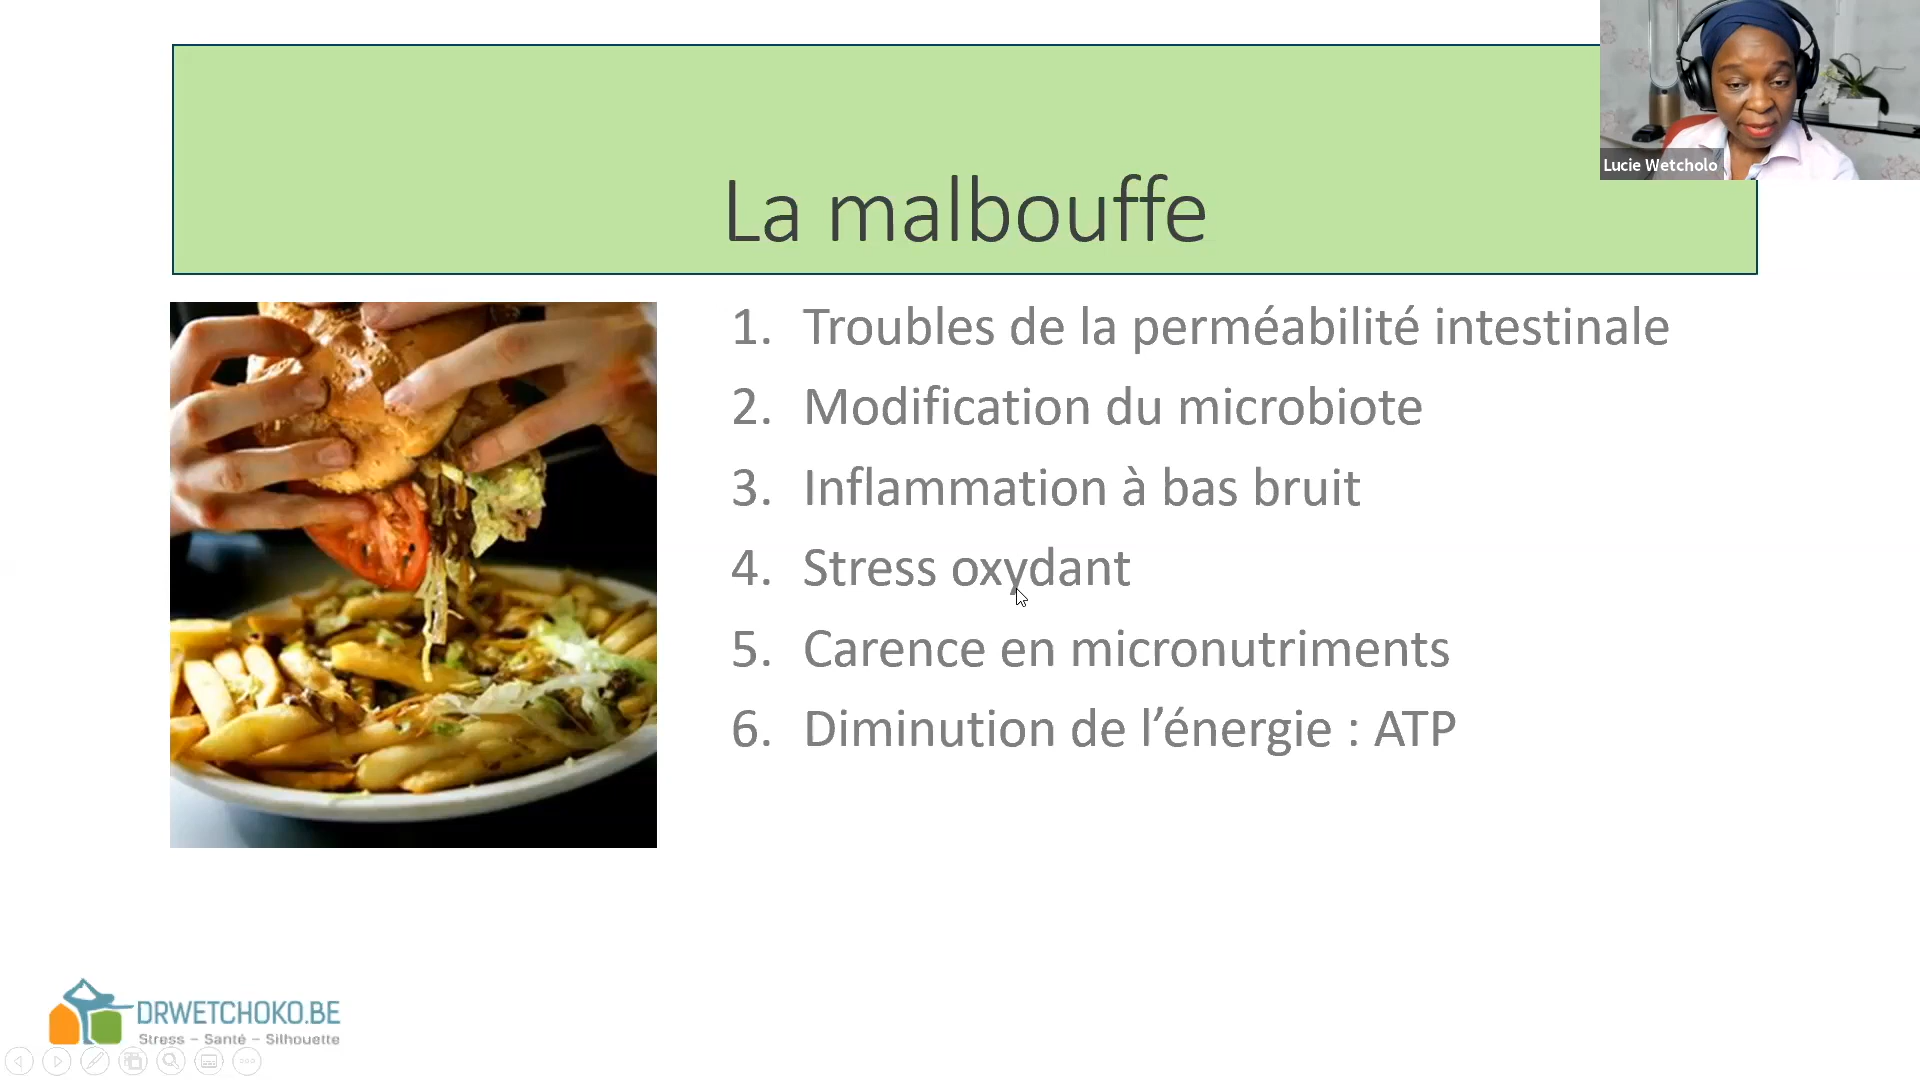 La malbouffe
Lucie Wetcholo
1. Troubles de la perméabilité intestinale
2. Modification du microbiote
3. Inflammation à bas bruit
4. Stress oxydant
5. Carence en micronutriments
6. Diminution de l’énergie : ATP
DRWETCHOKO.BE
Stress – Santé – Silhouette